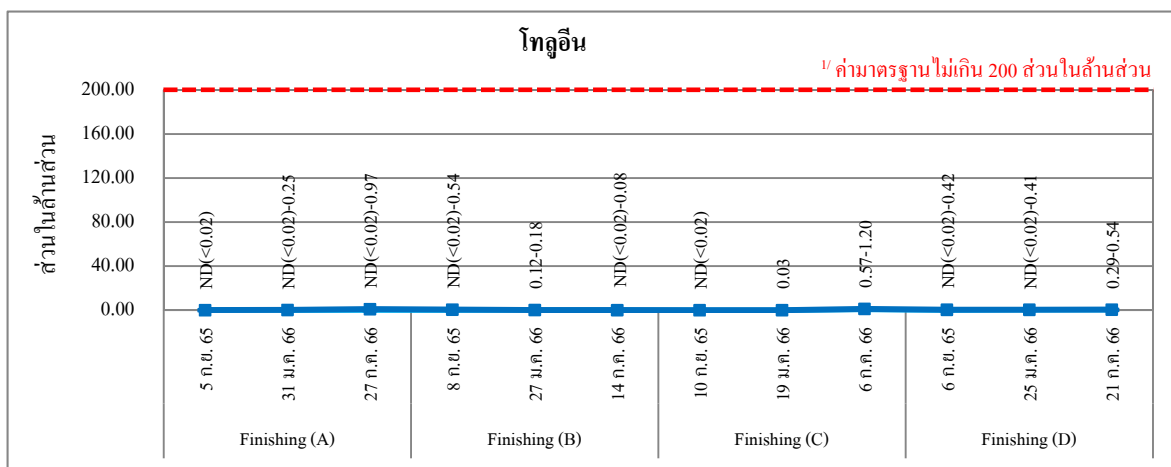 โทลูอีน
1/ ค่ามาตรฐานไม่เกิน 200 ส่วนในล้านส่วน
ส่วนในล้านส่วน
200.00
160.00
120.00
80.00
40.00
0.00
ND(<0.02)
ND(<0.02)-0.25
ND(<0.02)-0.97
ND(<0.02)-0.54
0.12-0.18
ND(<0.02)-0.08
ND(<0.02)
0.03
0.57-1.20
ND(<0.02)-0.42
ND(<0.02)-0.41
0.29-0.54
5 ก.ย. 65
31 ม.ค. 66
27 ก.ค. 66
8 ก.ย. 65
27 ม.ค. 66
14 ก.ค. 66
10 ก.ย. 65
19 ม.ค. 66
6 ก.ค. 66
6 ก.ย. 65
25 ม.ค. 66
21 ก.ค. 66
Finishing (A)
Finishing (B)
Finishing (C)
Finishing (D)